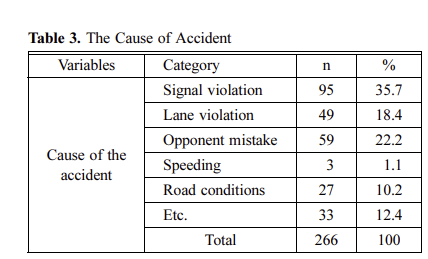 Table 3. The Cause of Accident
Variables Category n %
Signal violation 95 35.7
Lane violation 49 18.4
Opponent mistake 59 22.2
Cause of the accident
Speeding 3 1.1
Road conditions 27 10.2
Etc. 33 12.4
Total 266 100